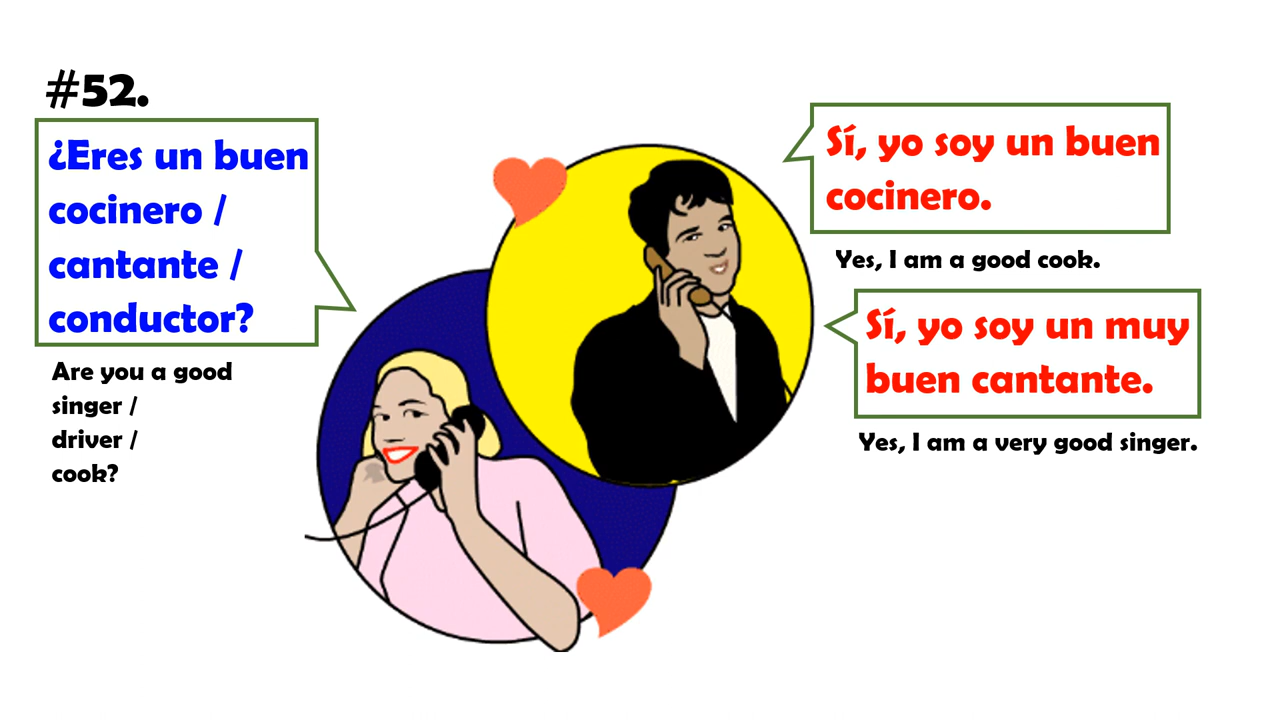 #52.
¿Eres un buen
cocinero /
cantante /
conductor?
Are you a good
singer /
driver /
cook?
Sí, yo soy un buen
cocinero.
Yes, I am a good cook.
Sí, yo soy un muy
buen cantante.
Yes, I am a very good singer.